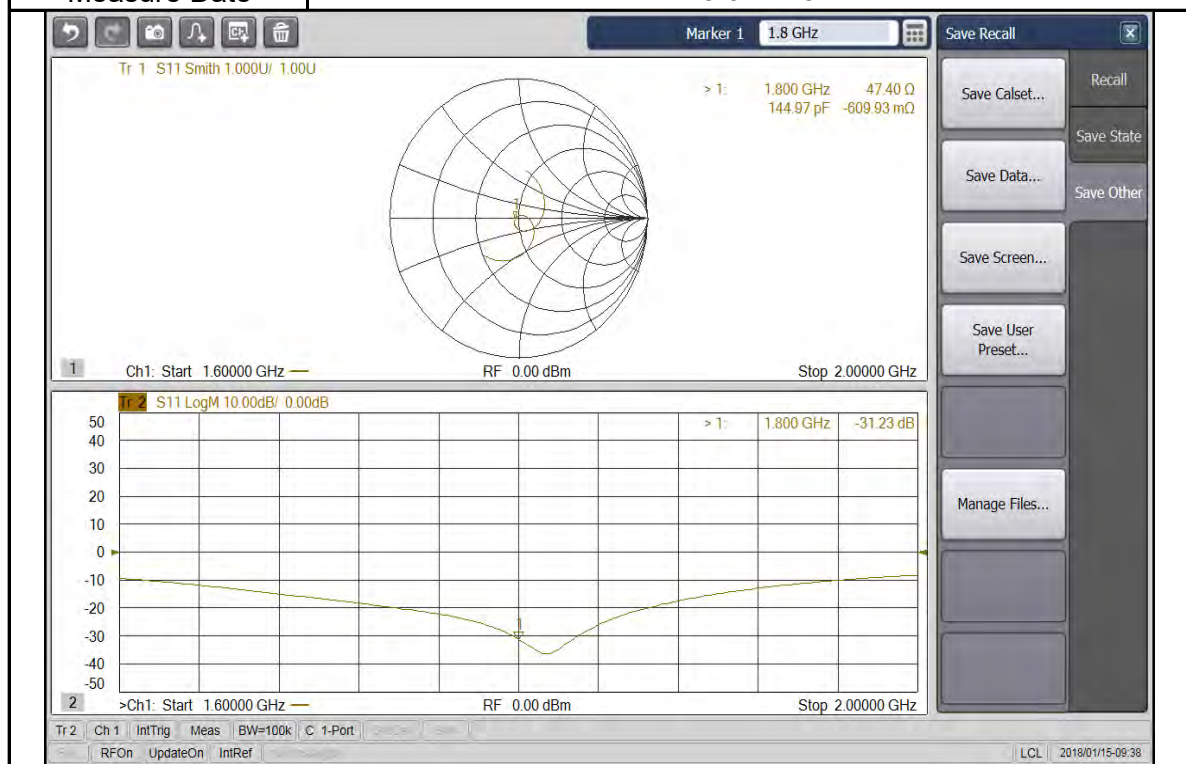 Measure Date
Marker 1 1.8 GHz
Save Recall
Tr 1 S11 Smith 1.000U/ 1.00U
> 1: 1.800 GHz 47.40 Ω
144.97 pF -609.93 mΩ
1
1 Ch1: Start 1.60000 GHz RF 0.00 dBm Stop 2.00000 GHz
Tr 2 S11 LogM 10.00dB/ 0.00dB
> 1: 1.800 GHz -31.23 dB
50
40
30
20
10
0
-10
-20
-30
-40
-50
1
2 >Ch1: Start 1.60000 GHz RF 0.00 dBm Stop 2.00000 GHz
Save Calset...
Save Data...
Save Screen...
Save User
Preset...
Manage Files...
Recall
Save State
Save Other
Tr 2 Ch 1 IntTrig Meas BW=100k C 1-Port
RFOn UpdateOn IntRef LCL 2018/01/15-09:38